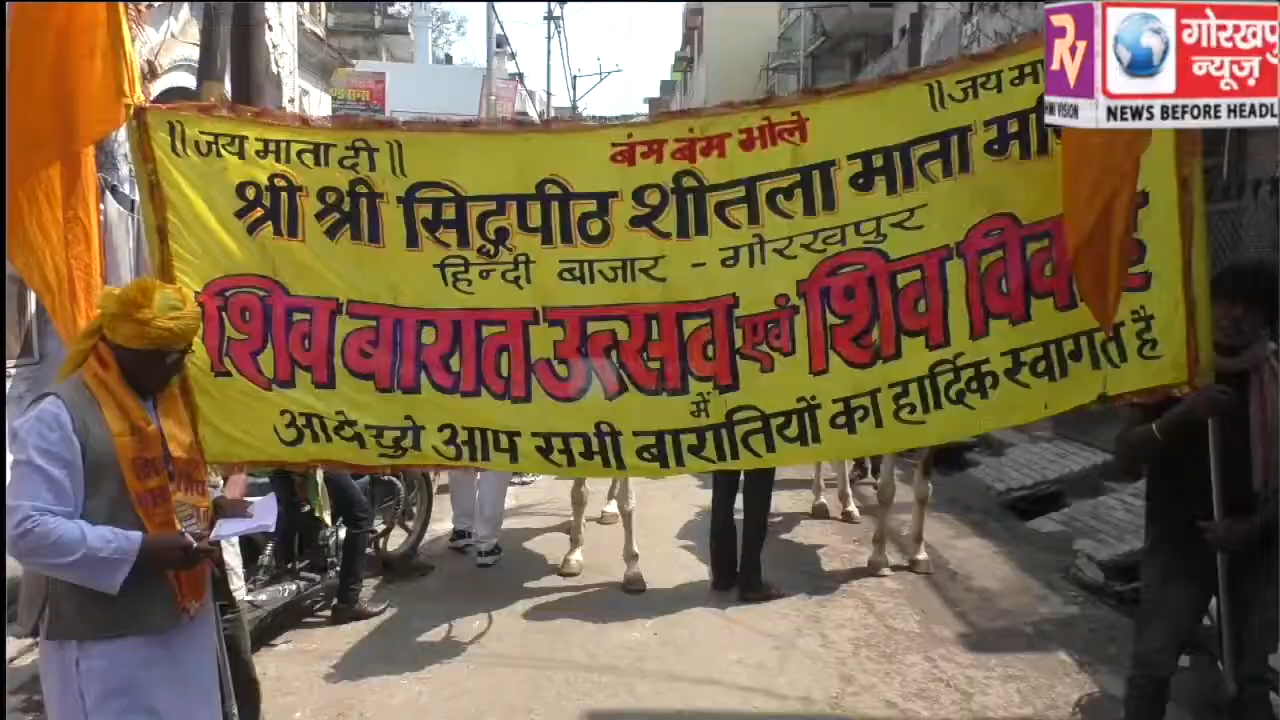 ॥जय माता दी॥
बंम बंम भोले
॥जय मा
श्री श्री सिद्धपीठ शीतला माता
हिन्दी बाजार - गोरखपुर
शिव बारात उत्सव एवं शिव
में
आप सभी बारातियों का हार्दिक स्वागत है
RV
गोरखपु
न्यूज़
NEWS BEFORE HEADL